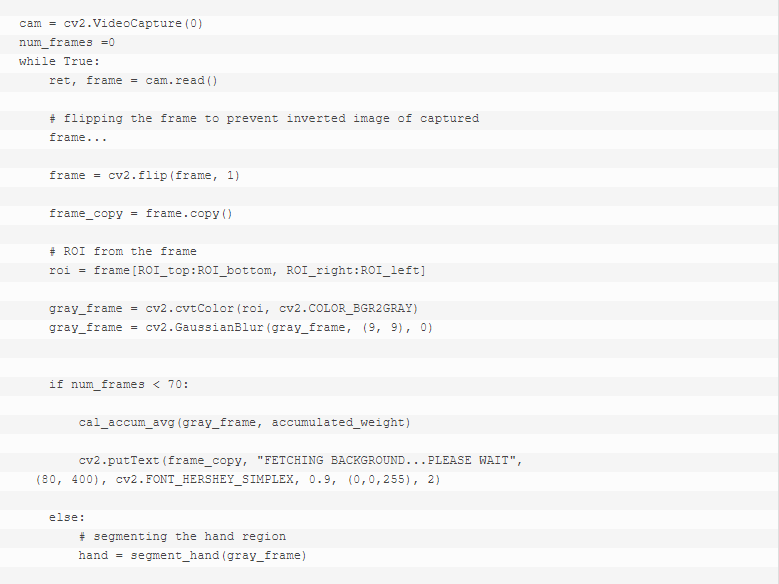 cam = cv2.VideoCapture(0)
num_frames =0
while True:
    ret, frame = cam.read()

    # flipping the frame to prevent inverted image of captured
    frame...

    frame = cv2.flip(frame, 1)

    frame_copy = frame.copy()

    # ROI from the frame
    roi = frame[ROI_top:ROI_bottom, ROI_right:ROI_left]

    gray_frame = cv2.cvtColor(roi, cv2.COLOR_BGR2GRAY)
    gray_frame = cv2.GaussianBlur(gray_frame, (9, 9), 0)


    if num_frames < 70:

        cal_accum_avg(gray_frame, accumulated_weight)

        cv2.putText(frame_copy, "FETCHING BACKGROUND...PLEASE WAIT",
  (80, 400), cv2.FONT_HERSHEY_SIMPLEX, 0.9, (0,0,255), 2)

    else:
        # segmenting the hand region
        hand = segment_hand(gray_frame)